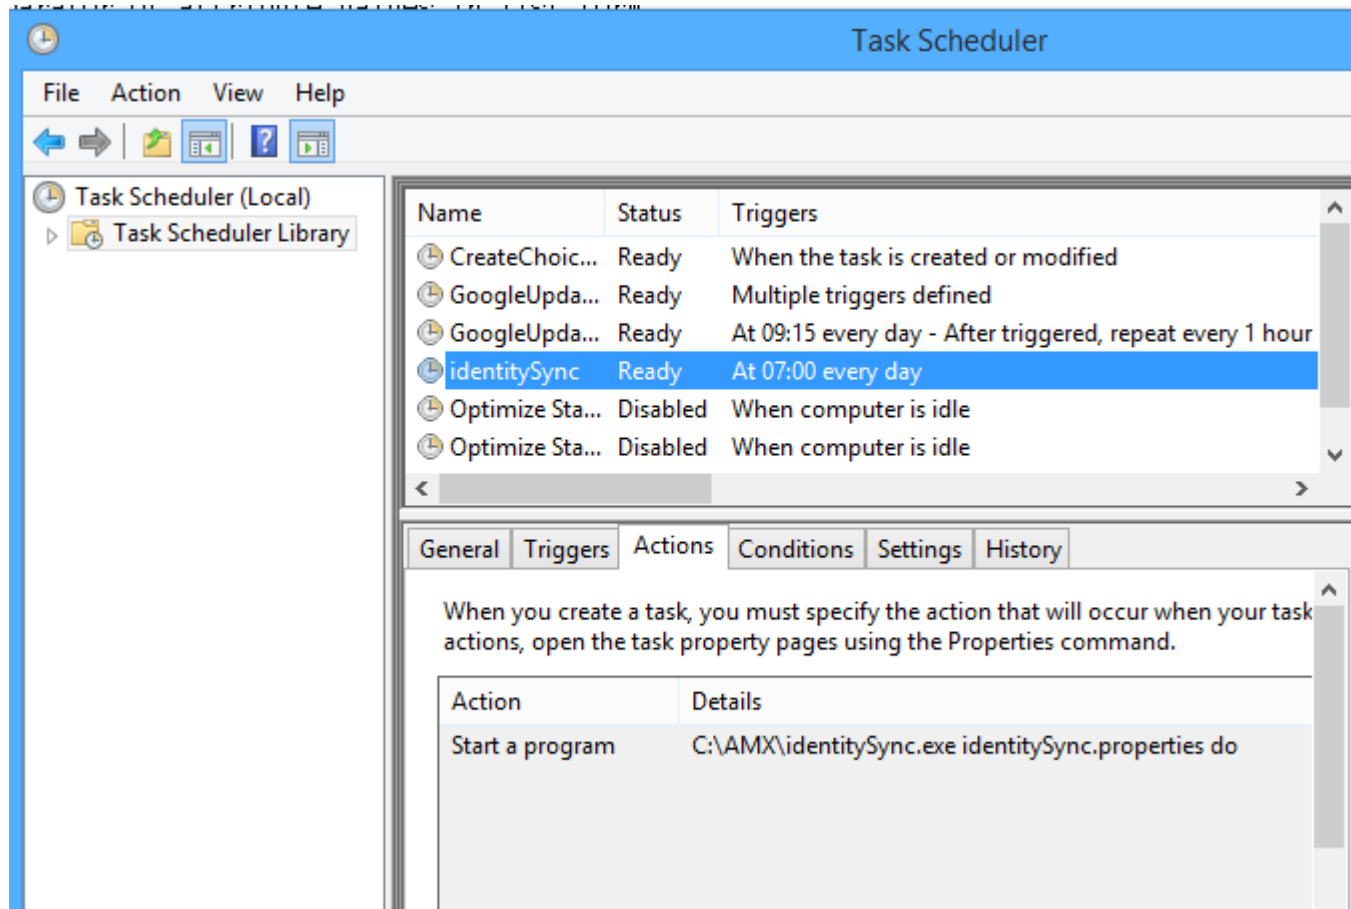 Task Scheduler
File Action View Help
Task Scheduler (Local)
Task Scheduler Library
Name Status Triggers
CreateChoic... Ready When the task is created or modified
GoogleUpda... Ready Multiple triggers defined
GoogleUpda... Ready At 09:15 every day - After triggered, repeat every 1 hour
identitySync Ready At 07:00 every day
Optimize Sta... Disabled When computer is idle
Optimize Sta... Disabled When computer is idle
General Triggers Actions Conditions Settings History
When you create a task, you must specify the action that will occur when your task
actions, open the task property pages using the Properties command.
Action Details
Start a program C:\AMX\identitySync.exe identitySync.properties do